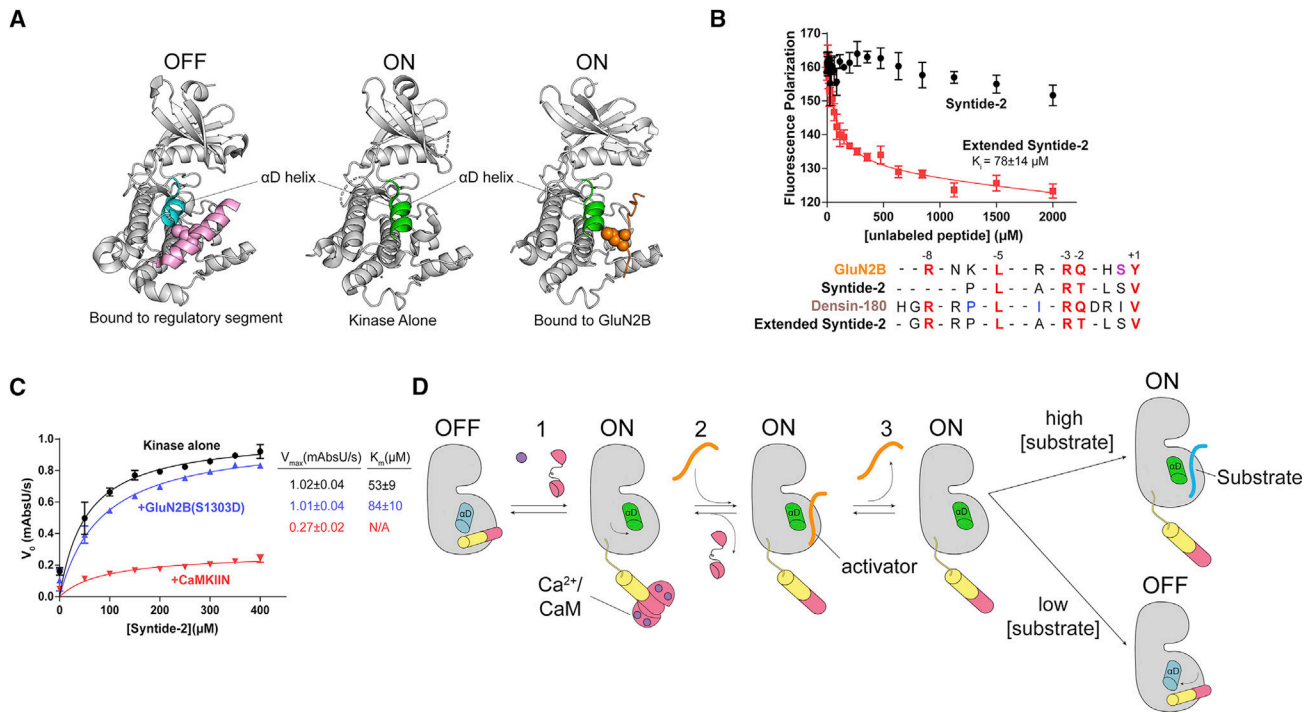 A
OFF
ON
ON
αD helix
αD helix
Bound to regulatory segment
Kinase Alone
Bound to GluN2B
B
Fluorescence Polarization
170
160
150
140
130
120
Syntide-2
Extended Syntide-2
Ki = 78±14 µM
0 500 1000 1500 2000
[unlabeled peptide] (µM)
-8 -5 -3 -2 +1
GluN2B - - R - N K - L - - R - R Q - H S Y
Syntide-2 - - - - - P - L - - A - R T - L S V
Densin-180 H G R - R P - L - - I - R Q D R I V
Extended Syntide-2 - G R - R P - L - - A - R T - L S V
C
V0 (mAbsU/s)
1.0
0.8
0.6
0.4
0.2
0.0
Kinase alone
+GluN2B(S1303D)
+CaMKIIN
0 100 200 300 400
[Syntide-2](µM)
Vmax(mAbsU/s) Km(µM)
1.02±0.04 53±9
1.01±0.04 84±10
0.27±0.02 N/A
D
OFF
1
ON
2
ON
3
ON
αD
αD
αD
αD
Ca2+/
CaM
activator
high
[substrate]
low
[substrate]
ON
αD
Substrate
OFF
αD